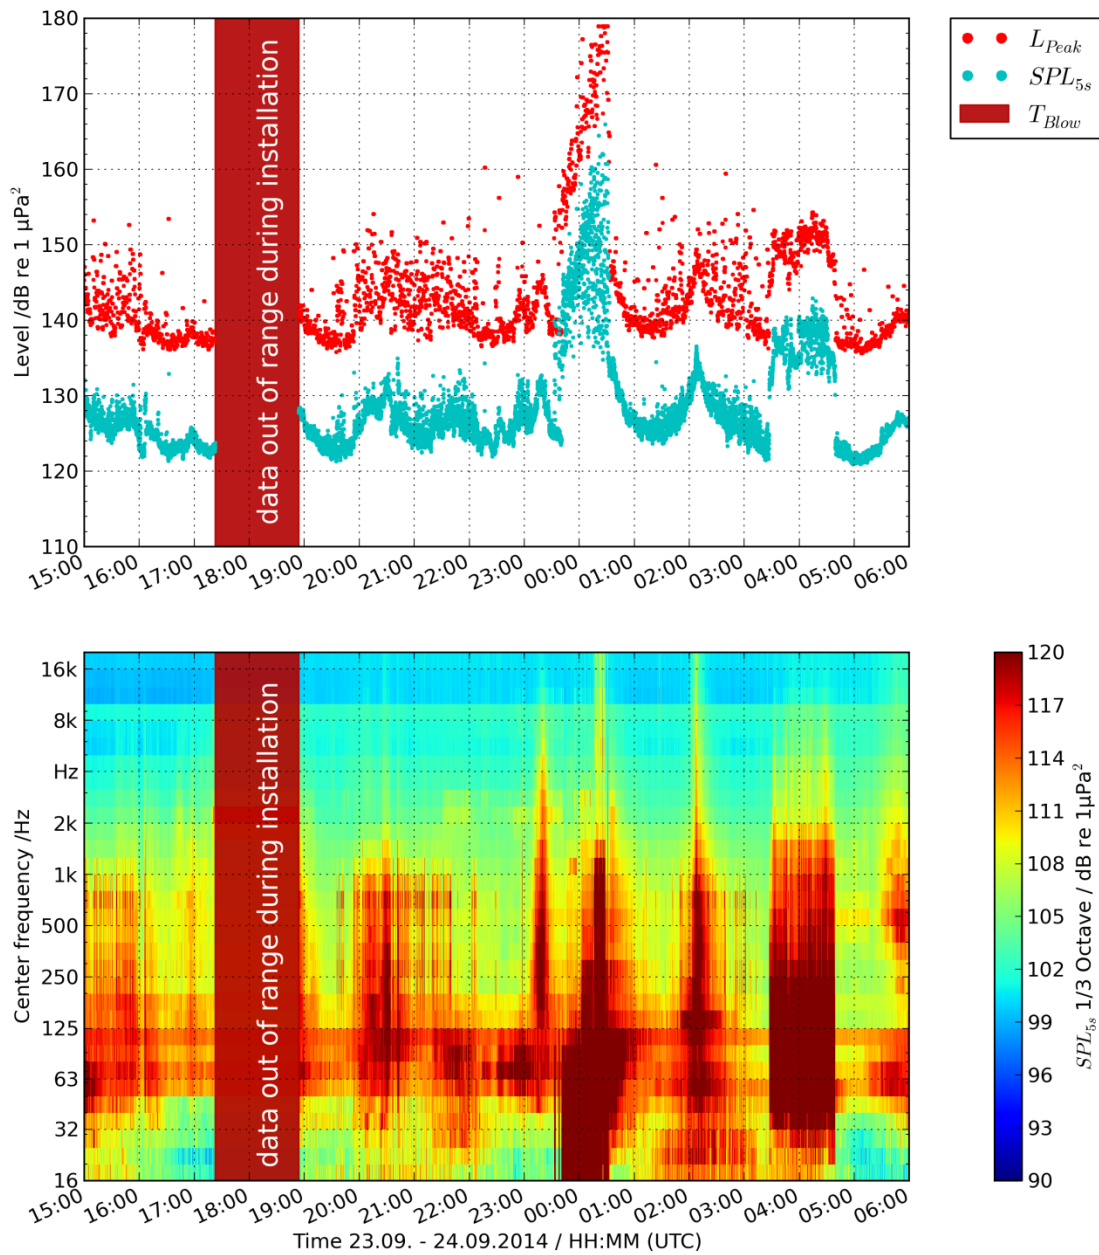 180
170
160
150
140
130
120
110
Level /dB re 1 µPa²
data out of range during installation
L_Peak
SPL_5s
T_Blow
15:00 16:00 17:00 18:00 19:00 20:00 21:00 22:00 23:00 00:00 01:00 02:00 03:00 04:00 05:00 06:00
16k
8k
Hz
2k
1k
500
250
125
63
32
16
Center frequency /Hz
data out of range during installation
120
117
114
111
108
105
102
99
96
93
90
SPL_5s 1/3 Octave / dB re 1µPa²
15:00 16:00 17:00 18:00 19:00 20:00 21:00 22:00 23:00 00:00 01:00 02:00 03:00 04:00 05:00 06:00
Time 23.09. - 24.09.2014 / HH:MM (UTC)